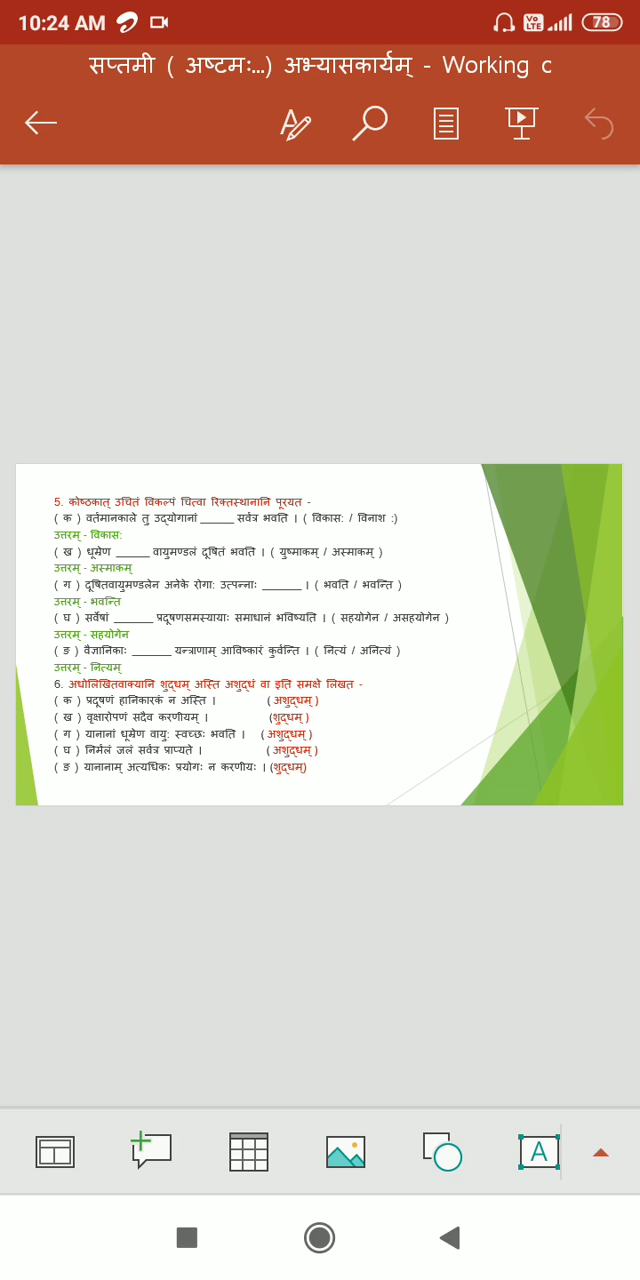 10:24 AM
Vo LTE
78
सप्तमी ( अष्टमः...) अभ्यासकार्यम् - Working c
5. कोष्ठकात् उचितं विकल्पं चित्वा रिक्तस्थानानि पूरयत -
( क ) वर्तमानकाले तु उद्योगानां ______ सर्वत्र भवति । ( विकास: / विनाश :)
उत्तरम् - विकास:
( ख ) धूम्रेण ______ वायुमण्डलं दूषितं भवति । ( युष्माकम् / अस्माकम् )
उत्तरम् - अस्माकम्
( ग ) दूषितवायुमण्डलेन अनेके रोगा: उत्पन्नाः _______ । ( भवति / भवन्ति )
उत्तरम् - भवन्ति
( घ ) सर्वेषां _______ प्रदूषणसमस्यायाः समाधानं भविष्यति । ( सहयोगेन / असहयोगेन )
उत्तरम् - सहयोगेन
( ङ ) वैज्ञानिकाः _______ यन्त्राणाम् आविष्कारं कुर्वन्ति । ( नित्यं / अनित्यं )
उत्तरम् - नित्यम्
6. अधोलिखितवाक्यानि शुद्धम् अस्ति अशुद्धं वा इति समक्षे लिखत -
( क ) प्रदूषणं हानिकारकं न अस्ति । ( अशुद्धम् )
( ख ) वृक्षारोपणं सदैव करणीयम् । (शुद्धम् )
( ग ) यानानां धूम्रेण वायु: स्वच्छः भवति । ( अशुद्धम् )
( घ ) निर्मलं जलं सर्वत्र प्राप्यते । ( अशुद्धम् )
( ङ ) यानानाम् अत्यधिकः प्रयोगः न करणीयः । (शुद्धम्)